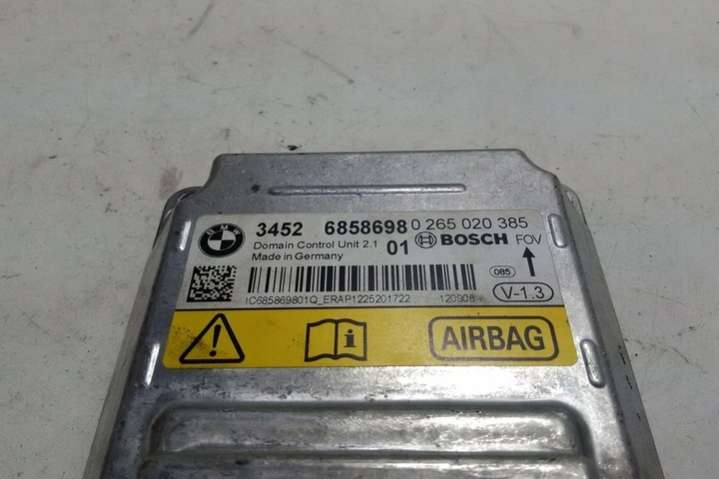 BMW
3452 6858698 0 265 020 385
Domain Control Unit 2.1 01 BOSCH FOV
Made in Germany
085
IC685869801Q_ERAP1225201722 120908
V-1.3
AIRBAG